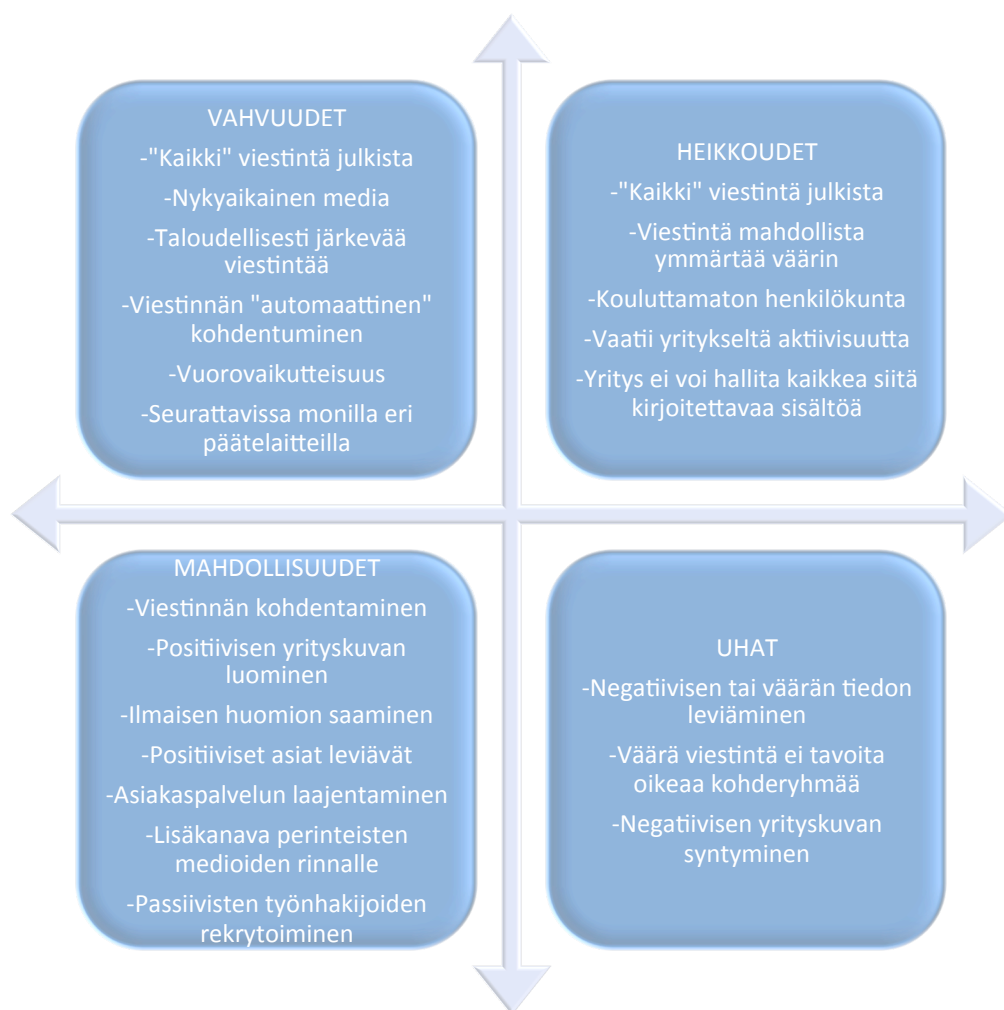 VAHVUUDET
-"Kaikki" viestintä julkista
-Nykyaikainen media
-Taloudellisesti järkevää
viestintää
-Viestinnän "automaattinen"
kohdentuminen
-Vuorovaikutteisuus
-Seurattavissa monilla eri
päätelaitteilla
HEIKKOUDET
-"Kaikki" viestintä julkista
-Viestintä mahdollista
ymmärtää väärin
-Kouluttamaton henkilökunta
-Vaatii yritykseltä aktiivisuutta
-Yritys ei voi hallita kaikkea siitä
kirjoitettavaa sisältöä
MAHDOLLISUUDET
-Viestinnän kohdentaminen
-Positiivisen yrityskuvan
luominen
-Ilmaisen huomion saaminen
-Positiiviset asiat leviävät
-Asiakaspalvelun laajentaminen
-Lisäkanava perinteisten
medioiden rinnalle
-Passiivisten työnhakijoiden
rekrytoiminen
UHAT
-Negatiivisen tai väärän tiedon
leviäminen
-Väärä viestintä ei tavoita
oikeaa kohderyhmää
-Negatiivisen yrityskuvan
syntyminen